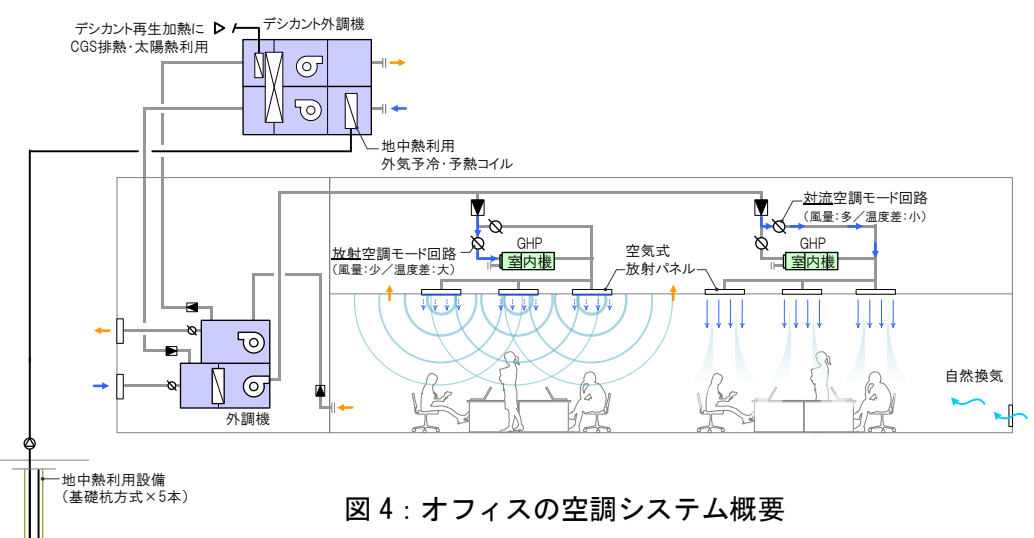 デシカント再生加熱に
CGS排熱・太陽熱利用
デシカント外調機
地中熱利用
外気予冷・予熱コイル
対流空調モード回路
（風量：多／温度差：小）
放射空調モード回路
（風量：少／温度差：大）
GHP
室内機
空気式
放射パネル
GHP
室内機
自然換気
外調機
地中熱利用設備
（基礎杭方式×5本）
図4：オフィスの空調システム概要